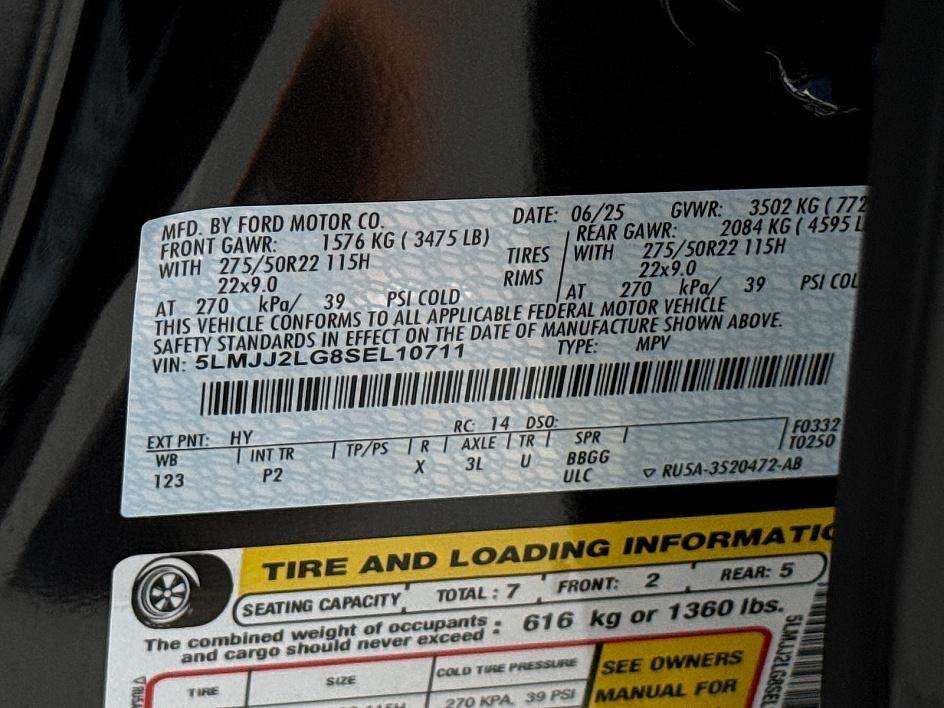 MFD. BY FORD MOTOR CO. DATE: 06/25 GVWR: 3502 KG ( 772
FRONT GAWR: 1576 KG ( 3475 LB) REAR GAWR: 2084 KG ( 4595 L
WITH 275/50R22 115H TIRES WITH 275/50R22 115H
22x9.0 RIMS 22x9.0
AT 270 kPa/ 39 PSI COLD AT 270 kPa/ 39 PSI COL
THIS VEHICLE CONFORMS TO ALL APPLICABLE FEDERAL MOTOR VEHICLE
SAFETY STANDARDS IN EFFECT ON THE DATE OF MANUFACTURE SHOWN ABOVE.
VIN: 5LMJJ2LG8SEL10711 TYPE: MPV
EXT PNT: HY RC: 14 DSO: F0332
WB INT TR TP/PS R AXLE TR SPR T0250
123 P2 X 3L U BBGG
ULC RU5A-3520472-AB
TIRE AND LOADING INFORMATIO
SEATING CAPACITY TOTAL : 7 FRONT: 2 REAR: 5
The combined weight of occupants
and cargo should never exceed : 616 kg or 1360 lbs.
TIRE SIZE COLD TIRE PRESSURE SEE OWNERS
270 KPA, 39 PSI MANUAL FOR
5LMJJ2LG8SEL